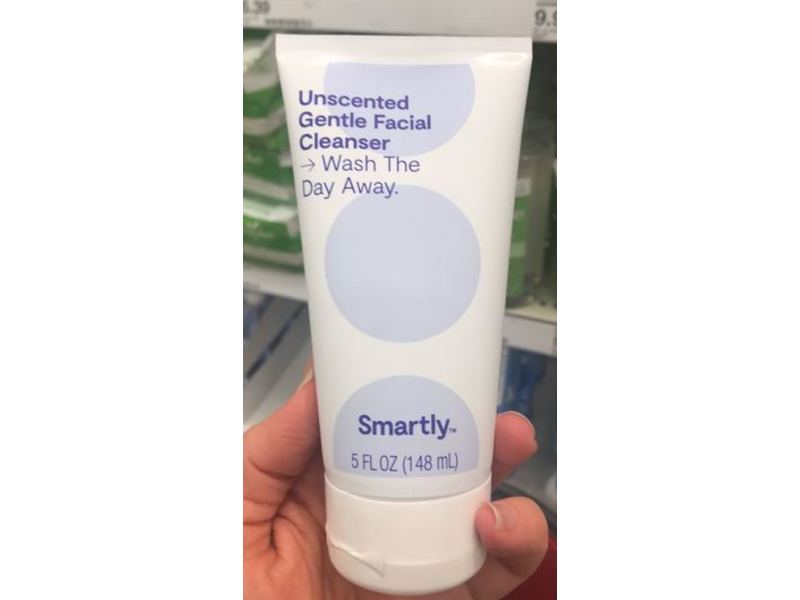 Unscented
Gentle Facial
Cleanser
→ Wash The
Day Away.
Smartly™
5 FL OZ (148 mL)